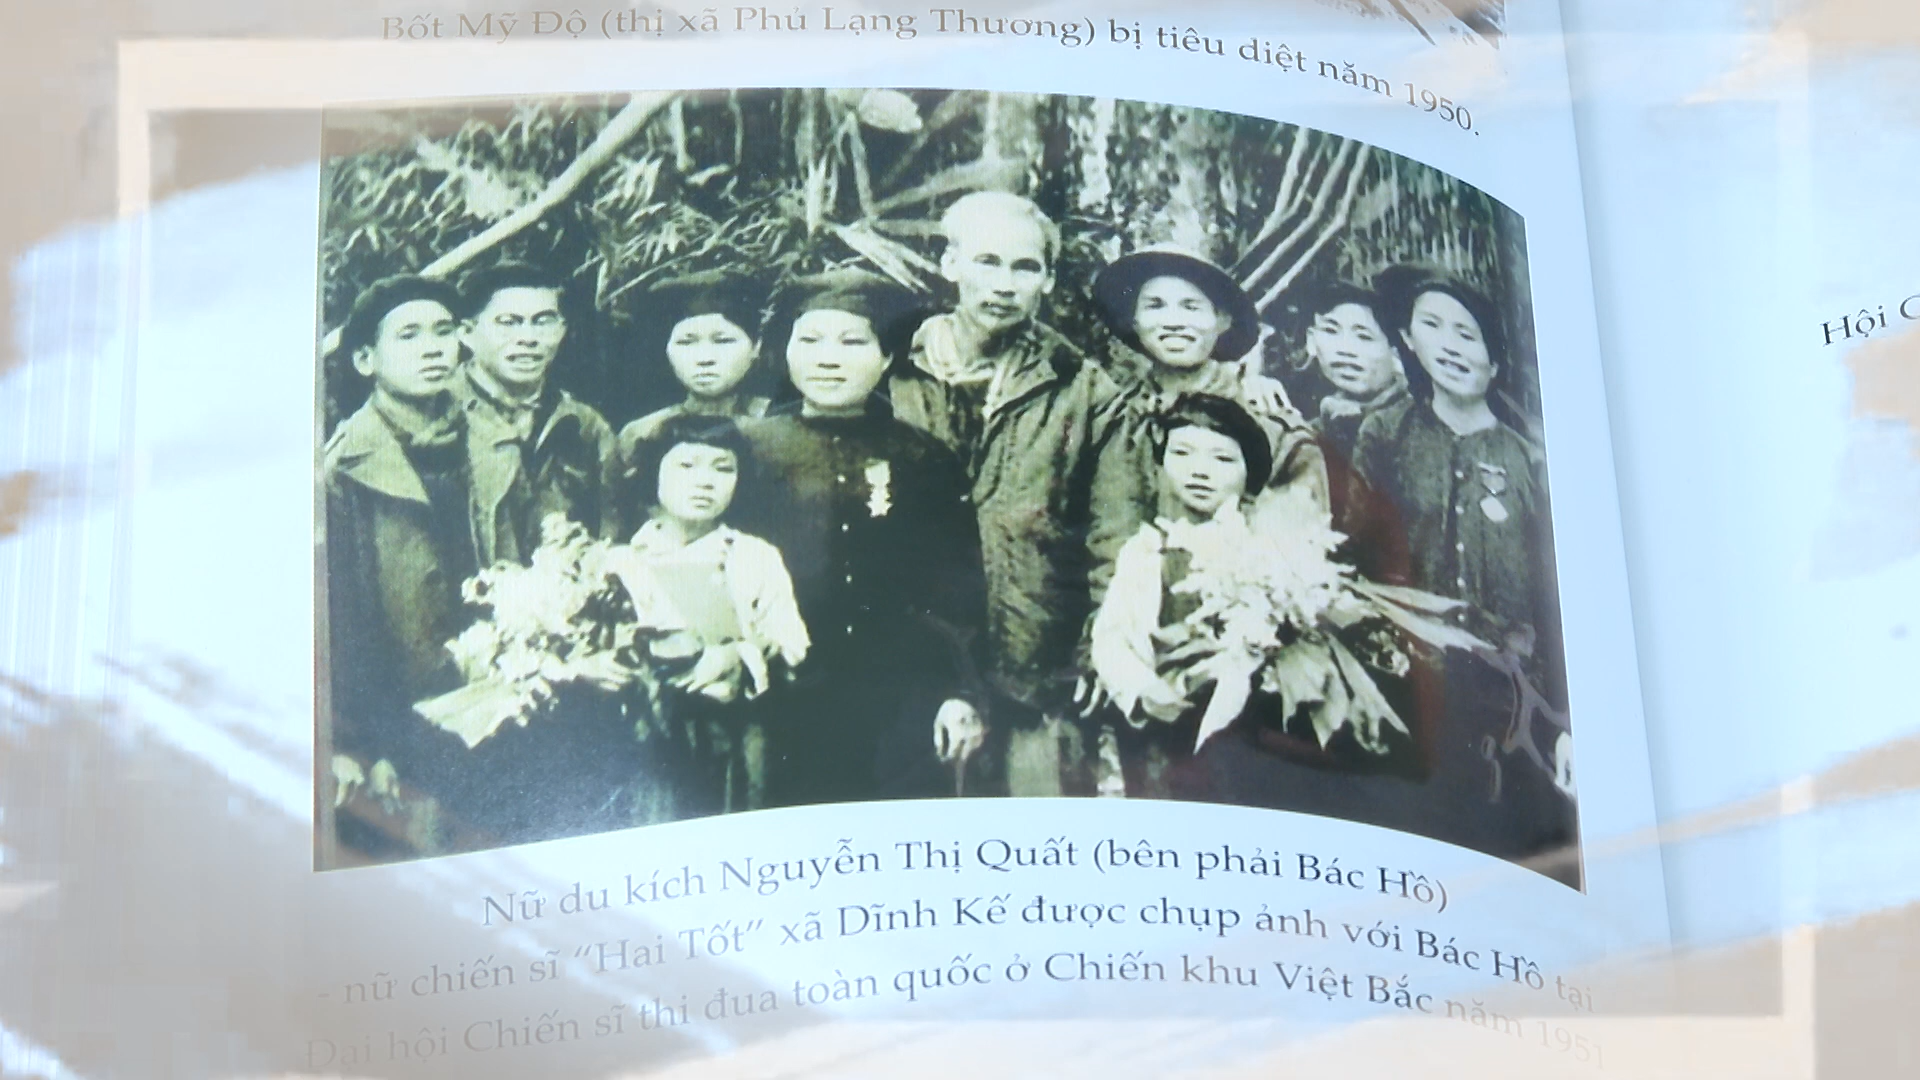 Bốt Mỹ Độ (thị xã Phủ Lạng Thương) bị tiêu diệt năm 1950.
Hội
Nữ du kích Nguyễn Thị Quất (bên phải Bác Hồ)
- nữ chiến sĩ "Hai Tốt" xã Dĩnh Kế được chụp ảnh với Bác Hồ tại
Đại hội Chiến sĩ thi đua toàn quốc ở Chiến khu Việt Bắc năm 1951